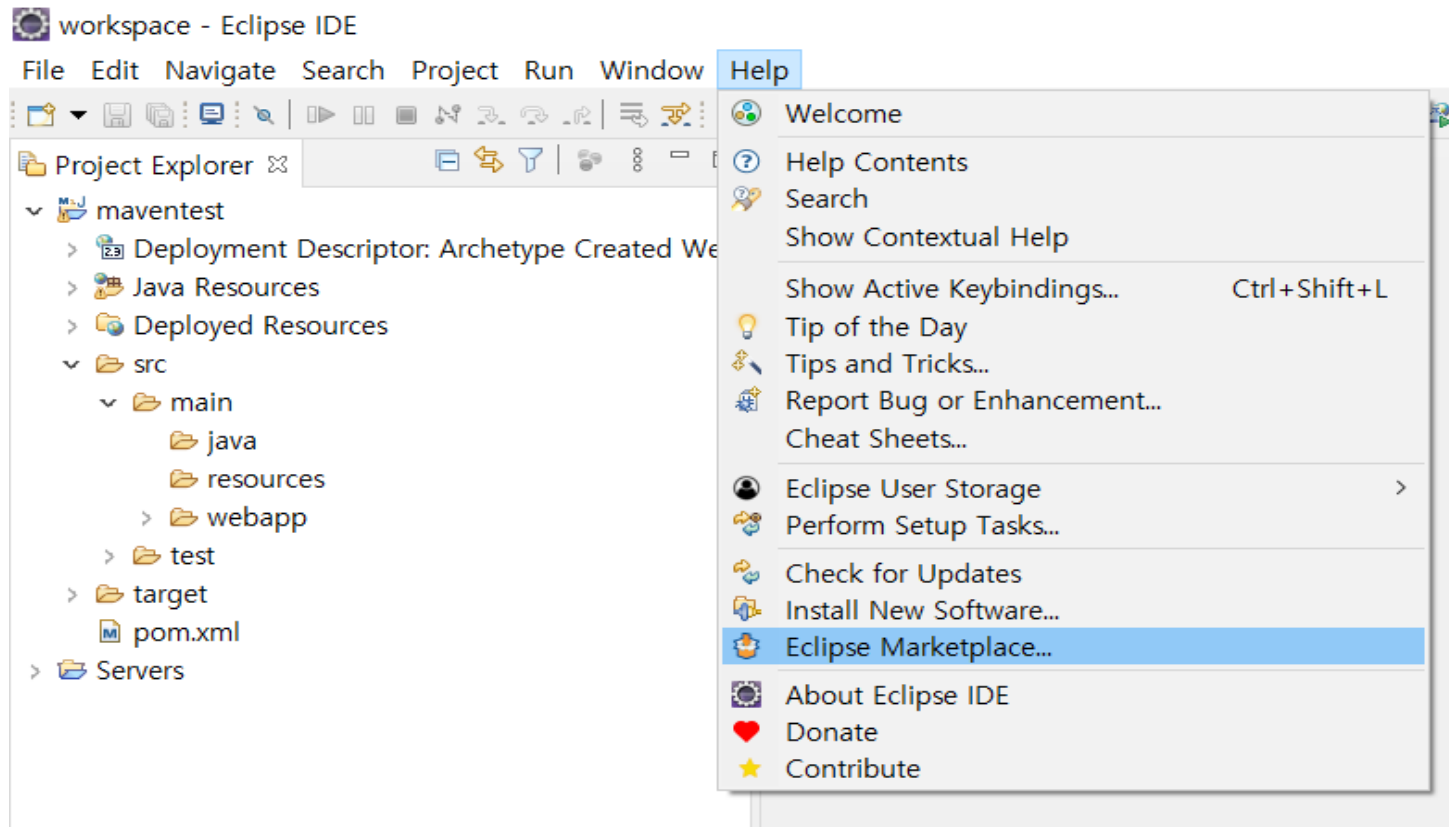 workspace - Eclipse IDE
File Edit Navigate Search Project Run Window Help
Project Explorer
maventest
Deployment Descriptor: Archetype Created We
Java Resources
Deployed Resources
src
main
java
resources
webapp
test
target
pom.xml
Servers
Welcome
Help Contents
Search
Show Contextual Help
Show Active Keybindings... Ctrl+Shift+L
Tip of the Day
Tips and Tricks...
Report Bug or Enhancement...
Cheat Sheets...
Eclipse User Storage
Perform Setup Tasks...
Check for Updates
Install New Software...
Eclipse Marketplace...
About Eclipse IDE
Donate
Contribute